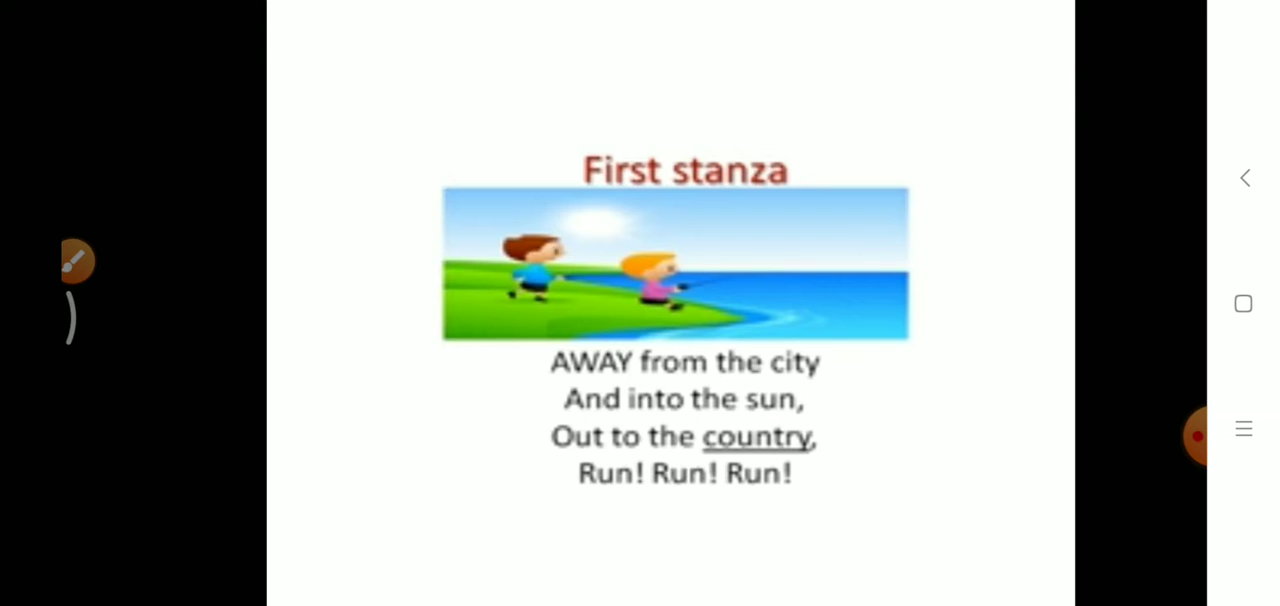 First stanza
AWAY from the city
And into the sun,
Out to the country,
Run! Run! Run!